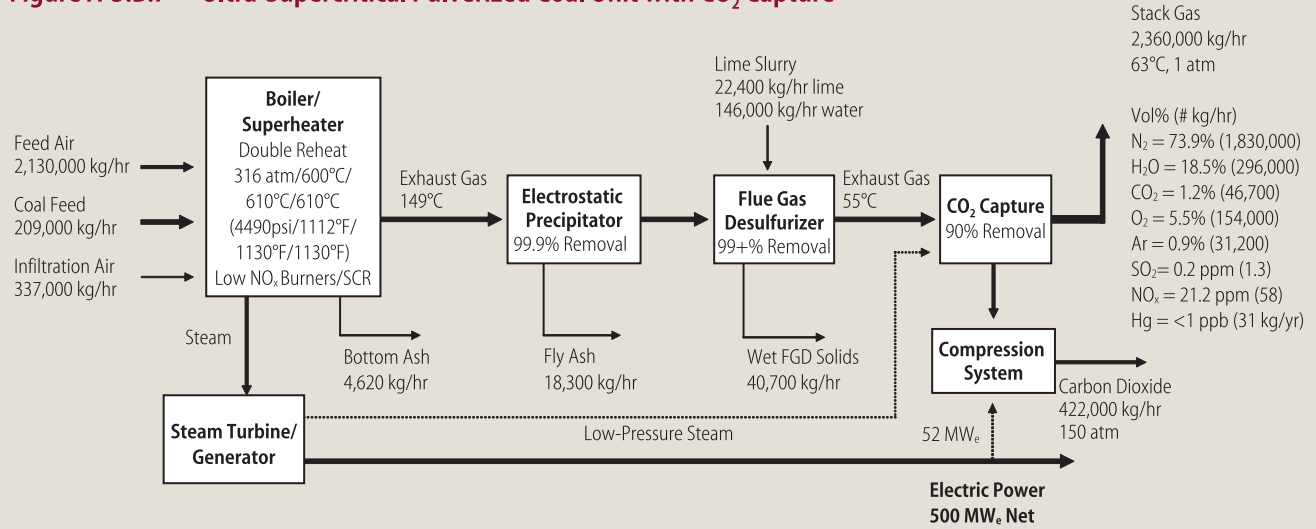 Figure A-3.B.7 Ultra-Supercritical Pulverized Coal Unit with CO₂ Capture
Stack Gas
2,360,000 kg/hr
63°C, 1 atm
Vol% (# kg/hr)
N₂ = 73.9% (1,830,000)
H₂O = 18.5% (296,000)
CO₂ = 1.2% (46,700)
O₂ = 5.5% (154,000)
Ar = 0.9% (31,200)
SO₂= 0.2 ppm (1.3)
NOₓ = 21.2 ppm (58)
Hg = <1 ppb (31 kg/yr)
Lime Slurry
22,400 kg/hr lime
146,000 kg/hr water
Feed Air
2,130,000 kg/hr
Coal Feed
209,000 kg/hr
Infiltration Air
337,000 kg/hr
Boiler/
Superheater
Double Reheat
316 atm/600°C/
610°C/610°C
(4490psi/1112°F/
1130°F/1130°F)
Low NOₓ Burners/SCR
Exhaust Gas
149°C
Electrostatic
Precipitator
99.9% Removal
Flue Gas
Desulfurizer
99+% Removal
Exhaust Gas
55°C
CO₂ Capture
90% Removal
Steam
Bottom Ash
4,620 kg/hr
Fly Ash
18,300 kg/hr
Wet FGD Solids
40,700 kg/hr
Compression
System
Carbon Dioxide
422,000 kg/hr
150 atm
Steam Turbine/
Generator
Low-Pressure Steam
52 MWₑ
Electric Power
500 MWₑ Net